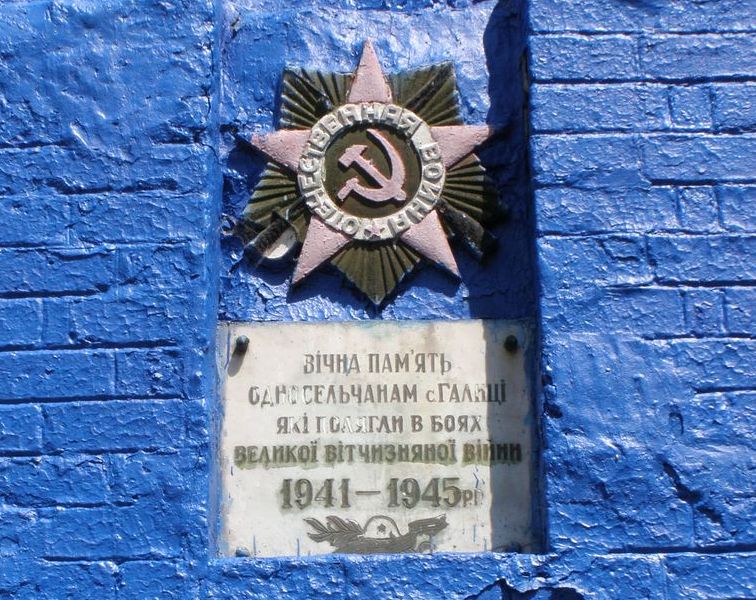 ОТЕЧЕСТВЕННАЯ ВОЙНА
ВІЧНА ПАМ'ЯТЬ
ОДНОСЕЛЬЧАНАМ с.ГАЛИЦІ
ЯКІ ПОЛЯГЛИ В БОЯХ
ВЕЛИКОЇ ВІТЧИЗНЯНОЇ ВІЙНИ
1941–1945рр